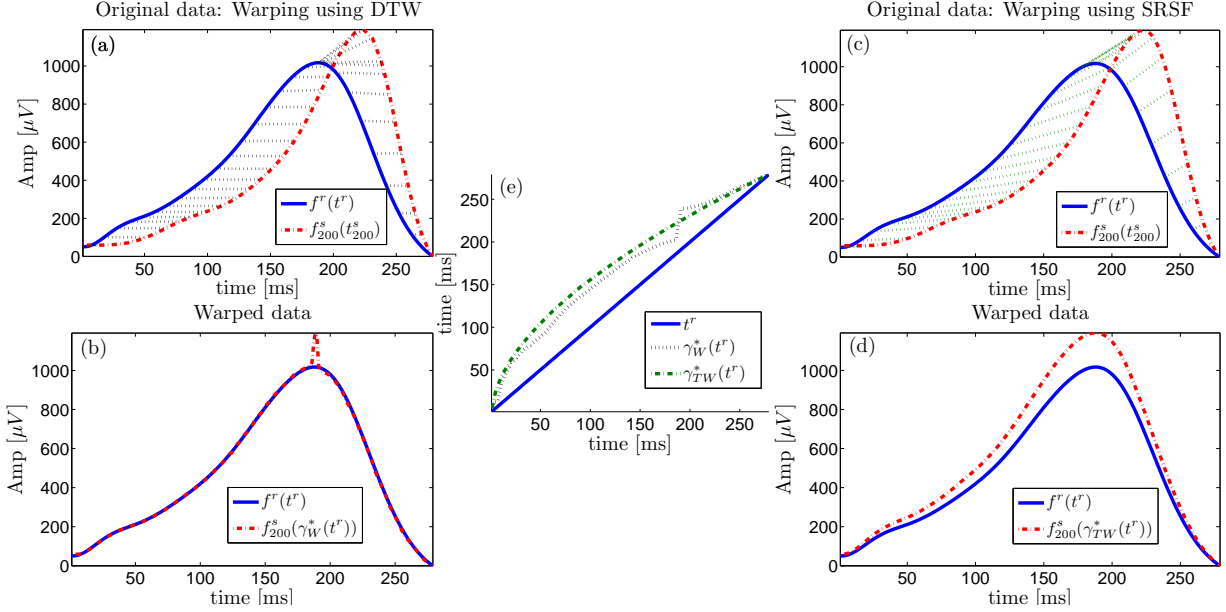 Original data: Warping using DTW
(a)
Amp [μV]
1000
800
600
400
200
0
50 100 150 200 250
time [ms]
f^r(t^r)
f^s_200(t^s_200)
Warped data
(b)
Amp [μV]
1000
800
600
400
200
0
50 100 150 200 250
time [ms]
f^r(t^r)
f^s_200(γ*_W(t^r))
(e)
time [ms]
250
200
150
100
50
50 100 150 200 250
time [ms]
t^r
γ*_W(t^r)
γ*_TW(t^r)
Original data: Warping using SRSF
(c)
Amp [μV]
1000
800
600
400
200
0
50 100 150 200 250
time [ms]
f^r(t^r)
f^s_200(t^s_200)
Warped data
(d)
Amp [μV]
1000
800
600
400
200
0
50 100 150 200 250
time [ms]
f^r(t^r)
f^s_200(γ*_TW(t^r))